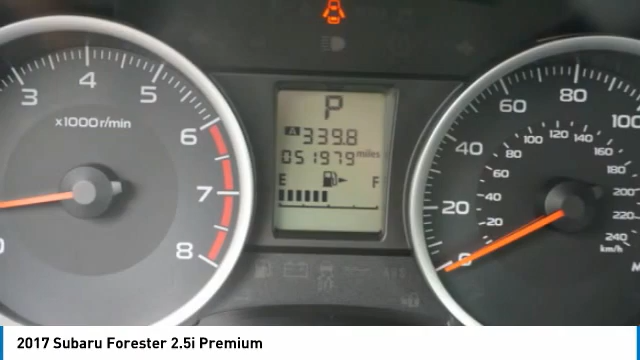 3 4 5 6 7 8
x1000r/min
P
A 339.8
051979 miles
E F
0 20 40 60 80 100
20 40 60 80 100 120 140 160 180 200 220 240
km/h
2017 Subaru Forester 2.5i Premium